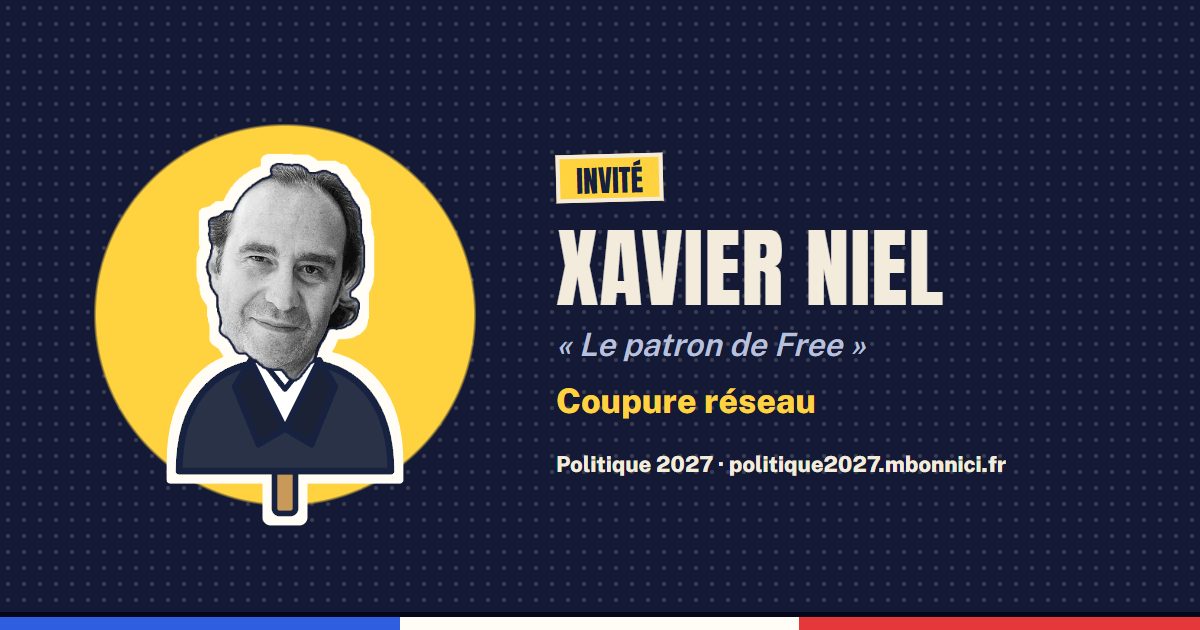 INVITÉ
XAVIER NIEL
« Le patron de Free »
Coupure réseau
Politique 2027 · politique2027.mbonnici.fr